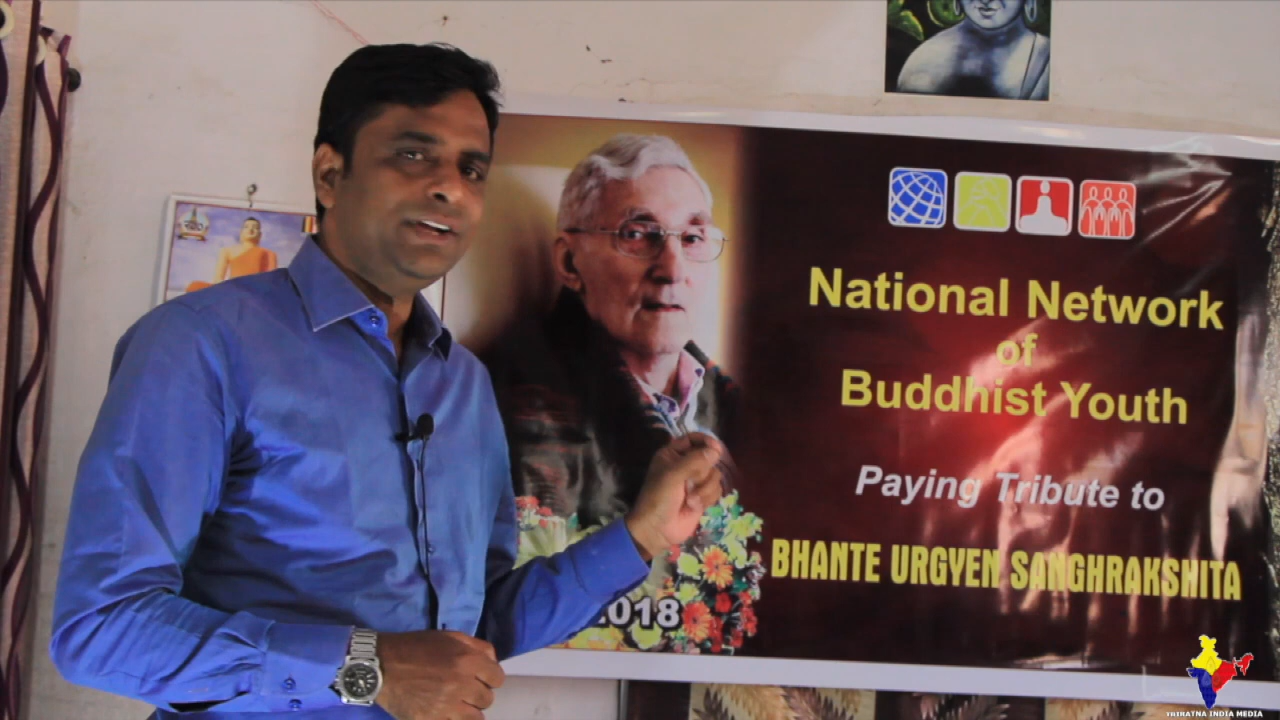 National Network
of
Buddhist Youth
Paying Tribute to
BHANTE URGYEN SANGHRAKSHITA
2018
TRIRATNA INDIA MEDIA